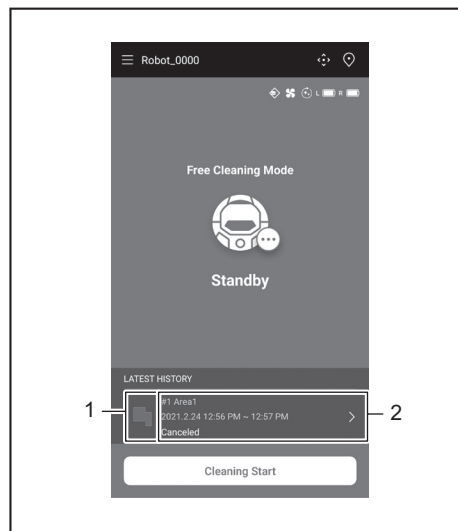 Robot_0000
L R
Free Cleaning Mode
Standby
LATEST HISTORY
#1 Area1
2021.2.24 12:56 PM ~ 12:57 PM
Canceled
1
2
Cleaning Start